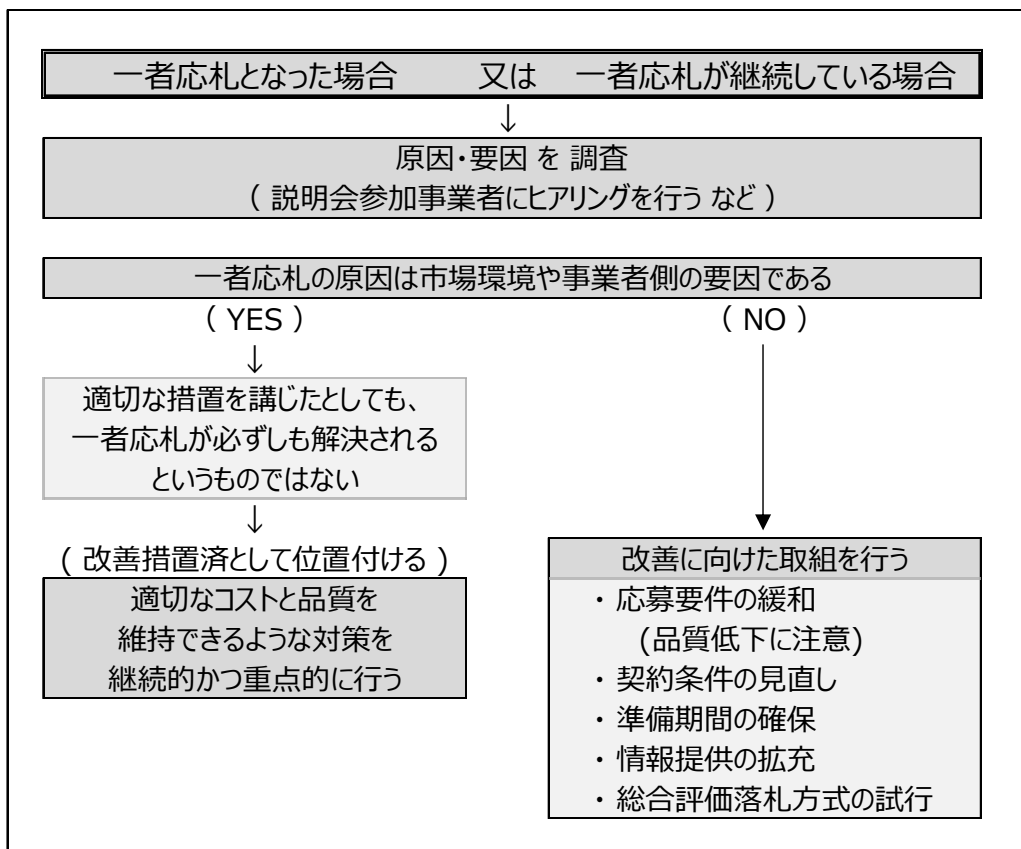 一者応札となった場合 又は 一者応札が継続している場合
↓
原因・要因 を 調査
( 説明会参加事業者にヒアリングを行う など )
一者応札の原因は市場環境や事業者側の要因である
( YES )
( NO )
↓
適切な措置を講じたとしても、
一者応札が必ずしも解決される
というものではない
↓
( 改善措置済として位置付ける )
適切なコストと品質を
維持できるような対策を
継続的かつ重点的に行う
改善に向けた取組を行う
・ 応募要件の緩和
(品質低下に注意)
・ 契約条件の見直し
・ 準備期間の確保
・ 情報提供の拡充
・ 総合評価落札方式の試行